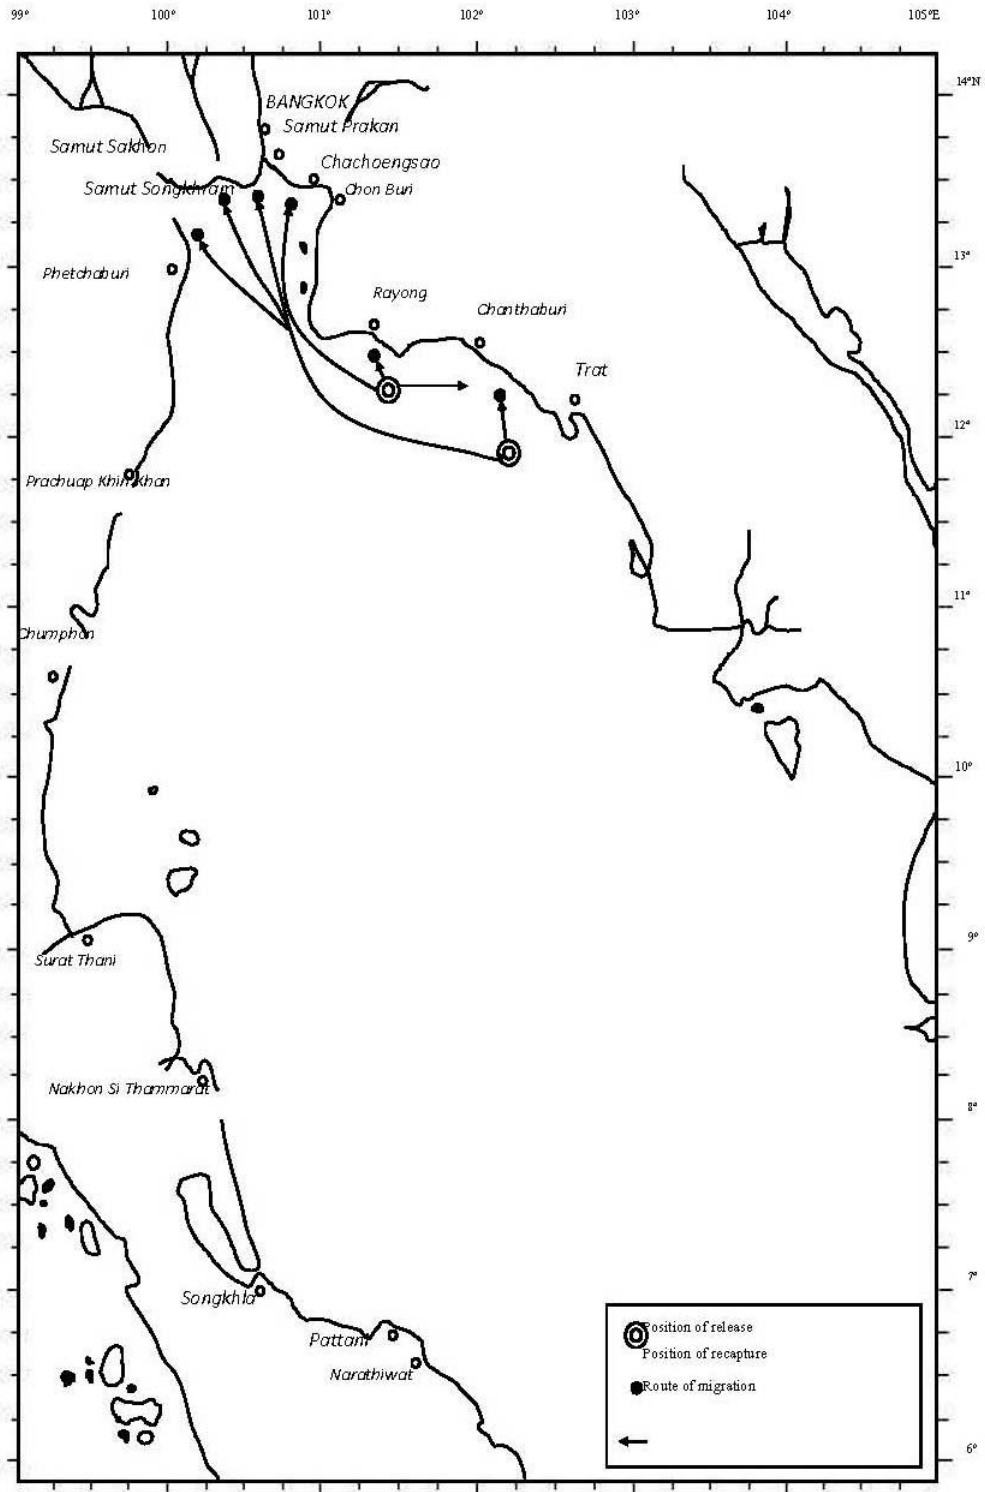 99° 100° 101° 102° 103° 104° 105°E
14°N
BANGKOK
Samut Prakan
Samut Sakhon
Chachoengsao
Samut Songkhram
Chon Buri
13°
Phetchaburi
Rayong
Chanthaburi
Trat
12°
Prachuap Khiri Khan
11°
Chumphon
10°
9°
Surat Thani
Nakhon Si Thammarat
8°
7°
Songkhla
Pattani
Narathiwat
Position of release
Position of recapture
Route of migration
6°